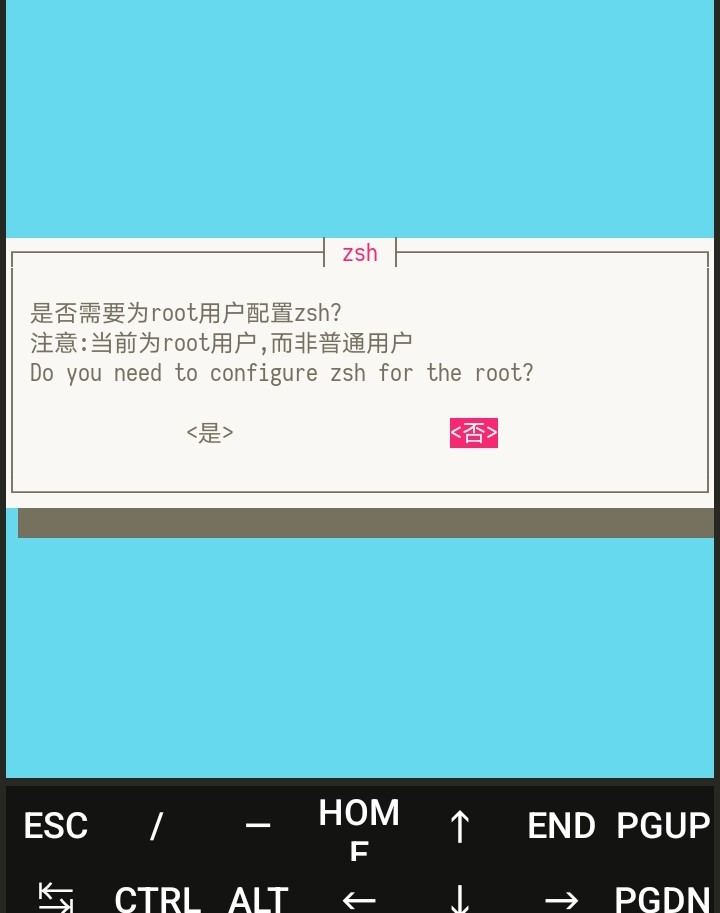 zsh
是否需要为root用户配置zsh?
注意:当前为root用户,而非普通用户
Do you need to configure zsh for the root?
<是> <否>
ESC / — HOM ↑ END PGUP
E
↹ CTRL ALT ← ↓ → PGDN